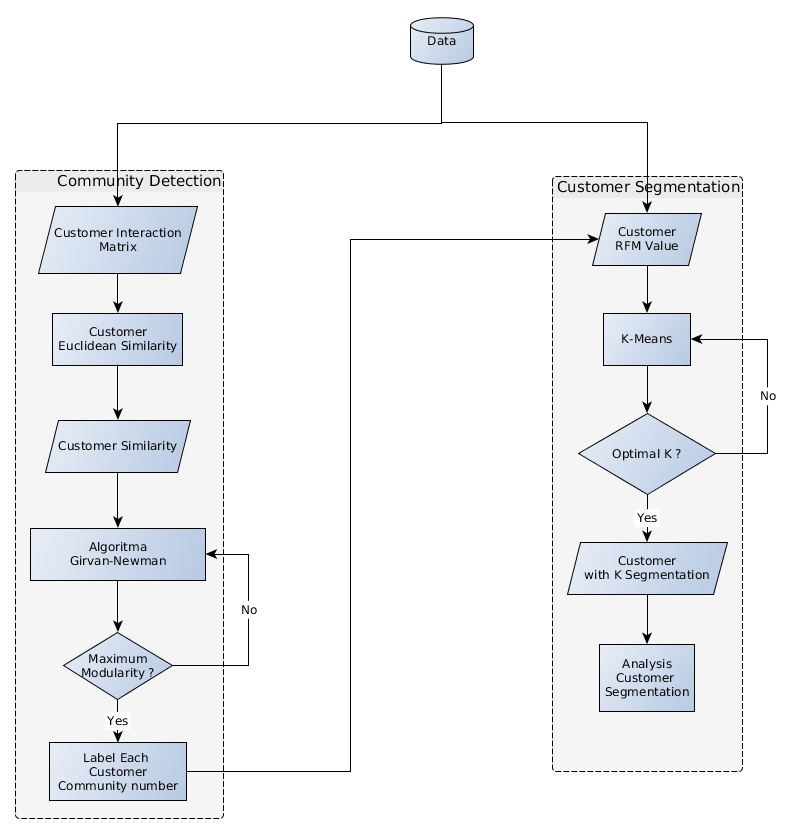 Data
Community Detection
Customer Interaction
Matrix
Customer
Euclidean Similarity
Customer Similarity
Algoritma
Girvan-Newman
No
Maximum
Modularity ?
Yes
Label Each
Customer
Community number
Customer Segmentation
Customer
RFM Value
K-Means
No
Optimal K ?
Yes
Customer
with K Segmentation
Analysis
Customer
Segmentation